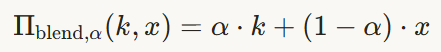 Π_{blend,α}(k, x) = α · k + (1 − α) · x